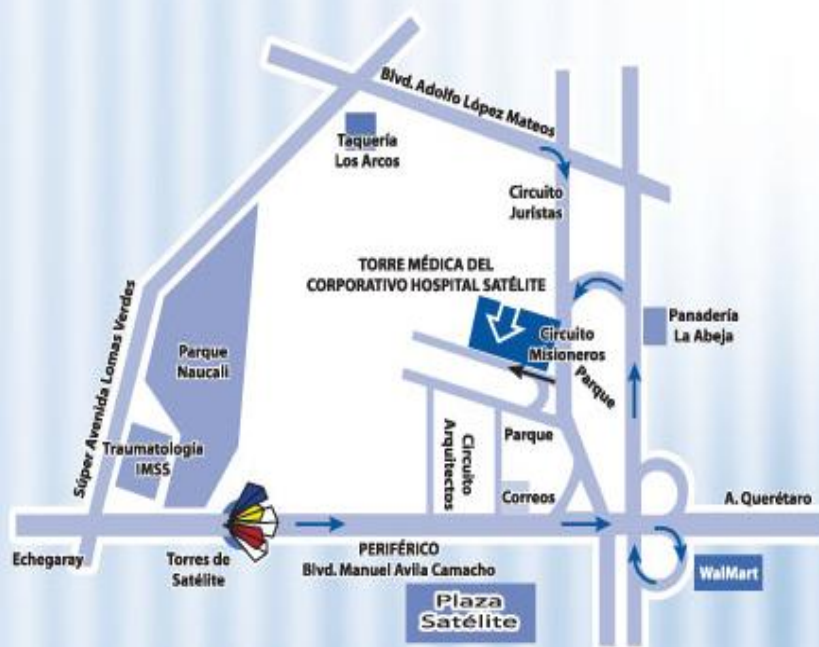 Blvd. Adolfo López Mateos
Taquería
Los Arcos
Circuito
Juristas
TORRE MÉDICA DEL
CORPORATIVO HOSPITAL SATÉLITE
Panadería
La Abeja
Circuito
Misioneros
Parque
Súper Avenida Lomas Verdes
Parque
Naucali
Circuito
Arquitectos
Parque
Traumatología
IMSS
Correos
A. Querétaro
Echegaray
Torres de
Satélite
PERIFÉRICO
Blvd. Manuel Avila Camacho
WalMart
Plaza
Satélite